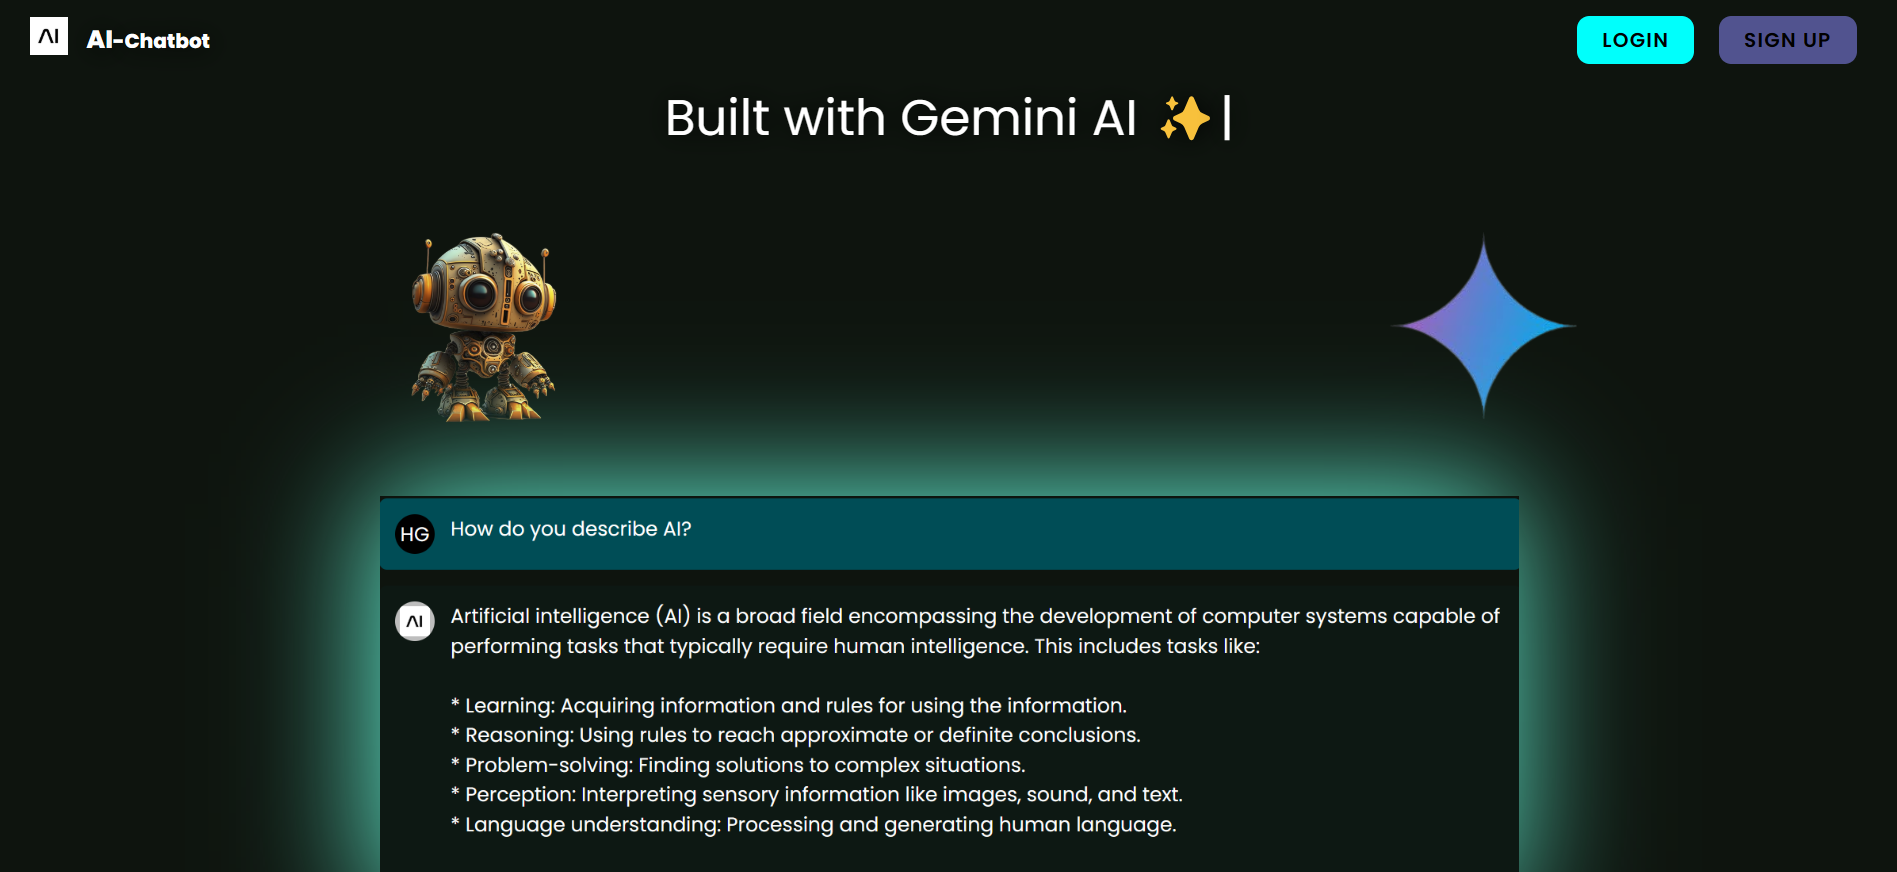 AI
AI-Chatbot
LOGIN
SIGN UP
Built with Gemini AI ✨|
HG
How do you describe AI?
AI
Artificial intelligence (AI) is a broad field encompassing the development of computer systems capable of
performing tasks that typically require human intelligence. This includes tasks like:
* Learning: Acquiring information and rules for using the information.
* Reasoning: Using rules to reach approximate or definite conclusions.
* Problem-solving: Finding solutions to complex situations.
* Perception: Interpreting sensory information like images, sound, and text.
* Language understanding: Processing and generating human language.